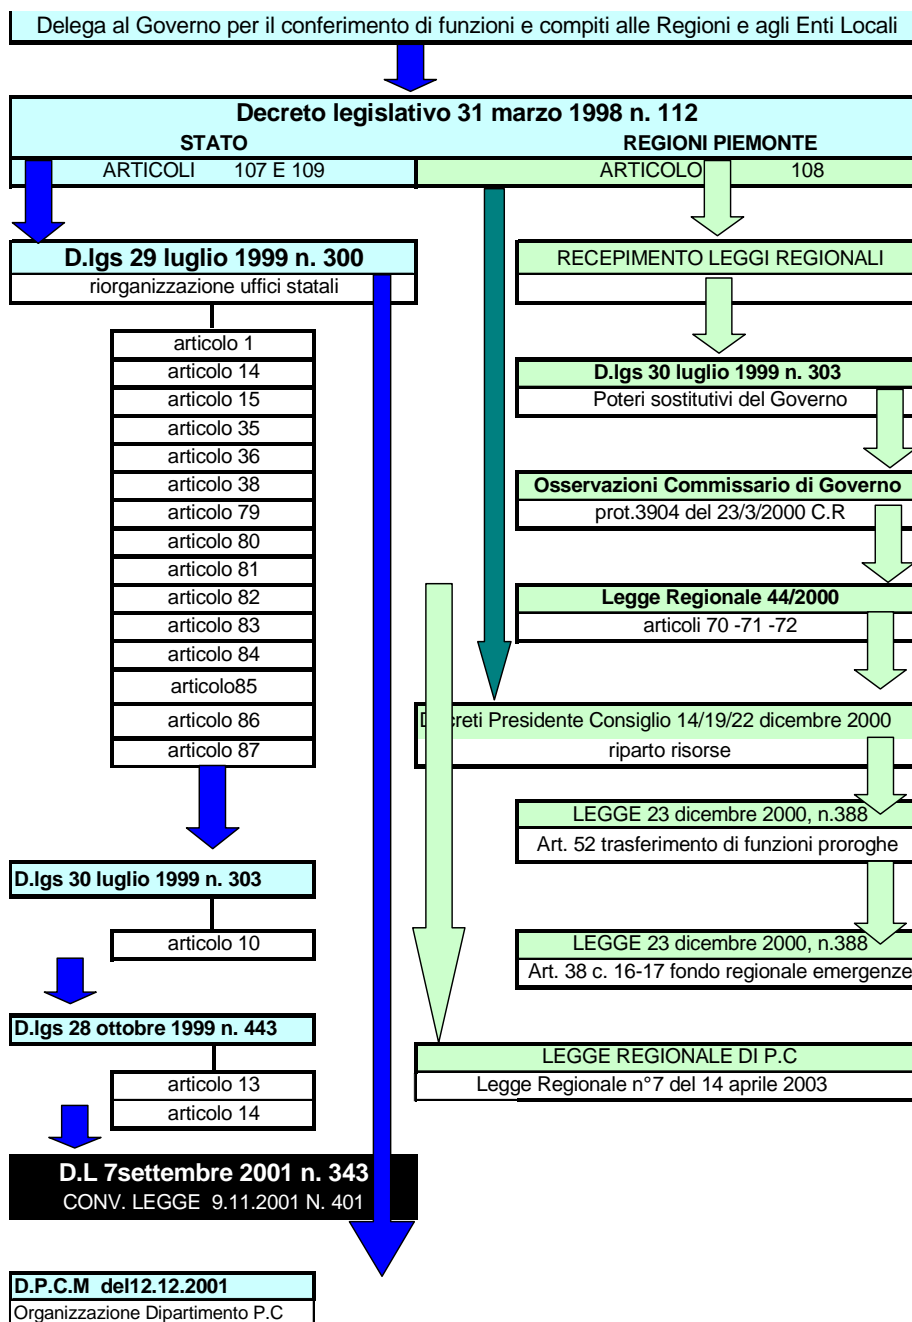 Delega al Governo per il conferimento di funzioni e compiti alle Regioni e agli Enti Locali
Decreto legislativo 31 marzo 1998 n. 112
STATO REGIONI PIEMONTE
ARTICOLI 107 E 109 ARTICOLO 108
D.lgs 29 luglio 1999 n. 300
riorganizzazione uffici statali
articolo 1
articolo 14
articolo 15
articolo 35
articolo 36
articolo 38
articolo 79
articolo 80
articolo 81
articolo 82
articolo 83
articolo 84
articolo85
articolo 86
articolo 87
D.lgs 30 luglio 1999 n. 303
articolo 10
D.lgs 28 ottobre 1999 n. 443
articolo 13
articolo 14
D.L 7settembre 2001 n. 343
CONV. LEGGE 9.11.2001 N. 401
D.P.C.M del12.12.2001
Organizzazione Dipartimento P.C
RECEPIMENTO LEGGI REGIONALI
D.lgs 30 luglio 1999 n. 303
Poteri sostitutivi del Governo
Osservazioni Commissario di Governo
prot.3904 del 23/3/2000 C.R
Legge Regionale 44/2000
articoli 70 -71 -72
Decreti Presidente Consiglio 14/19/22 dicembre 2000
riparto risorse
LEGGE 23 dicembre 2000, n.388
Art. 52 trasferimento di funzioni proroghe
LEGGE 23 dicembre 2000, n.388
Art. 38 c. 16-17 fondo regionale emergenze
LEGGE REGIONALE DI P.C
Legge Regionale n°7 del 14 aprile 2003